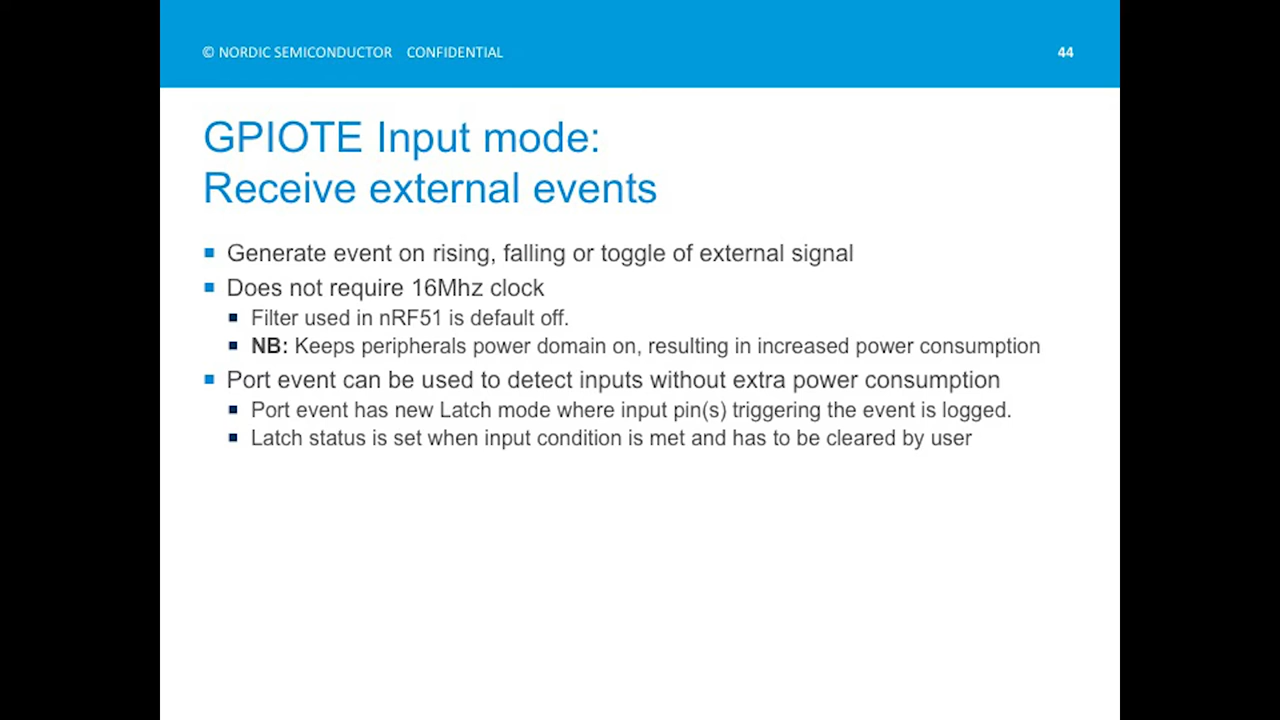 © NORDIC SEMICONDUCTOR CONFIDENTIAL 44
GPIOTE Input mode:
Receive external events
Generate event on rising, falling or toggle of external signal
Does not require 16Mhz clock
Filter used in nRF51 is default off.
NB: Keeps peripherals power domain on, resulting in increased power consumption
Port event can be used to detect inputs without extra power consumption
Port event has new Latch mode where input pin(s) triggering the event is logged.
Latch status is set when input condition is met and has to be cleared by user